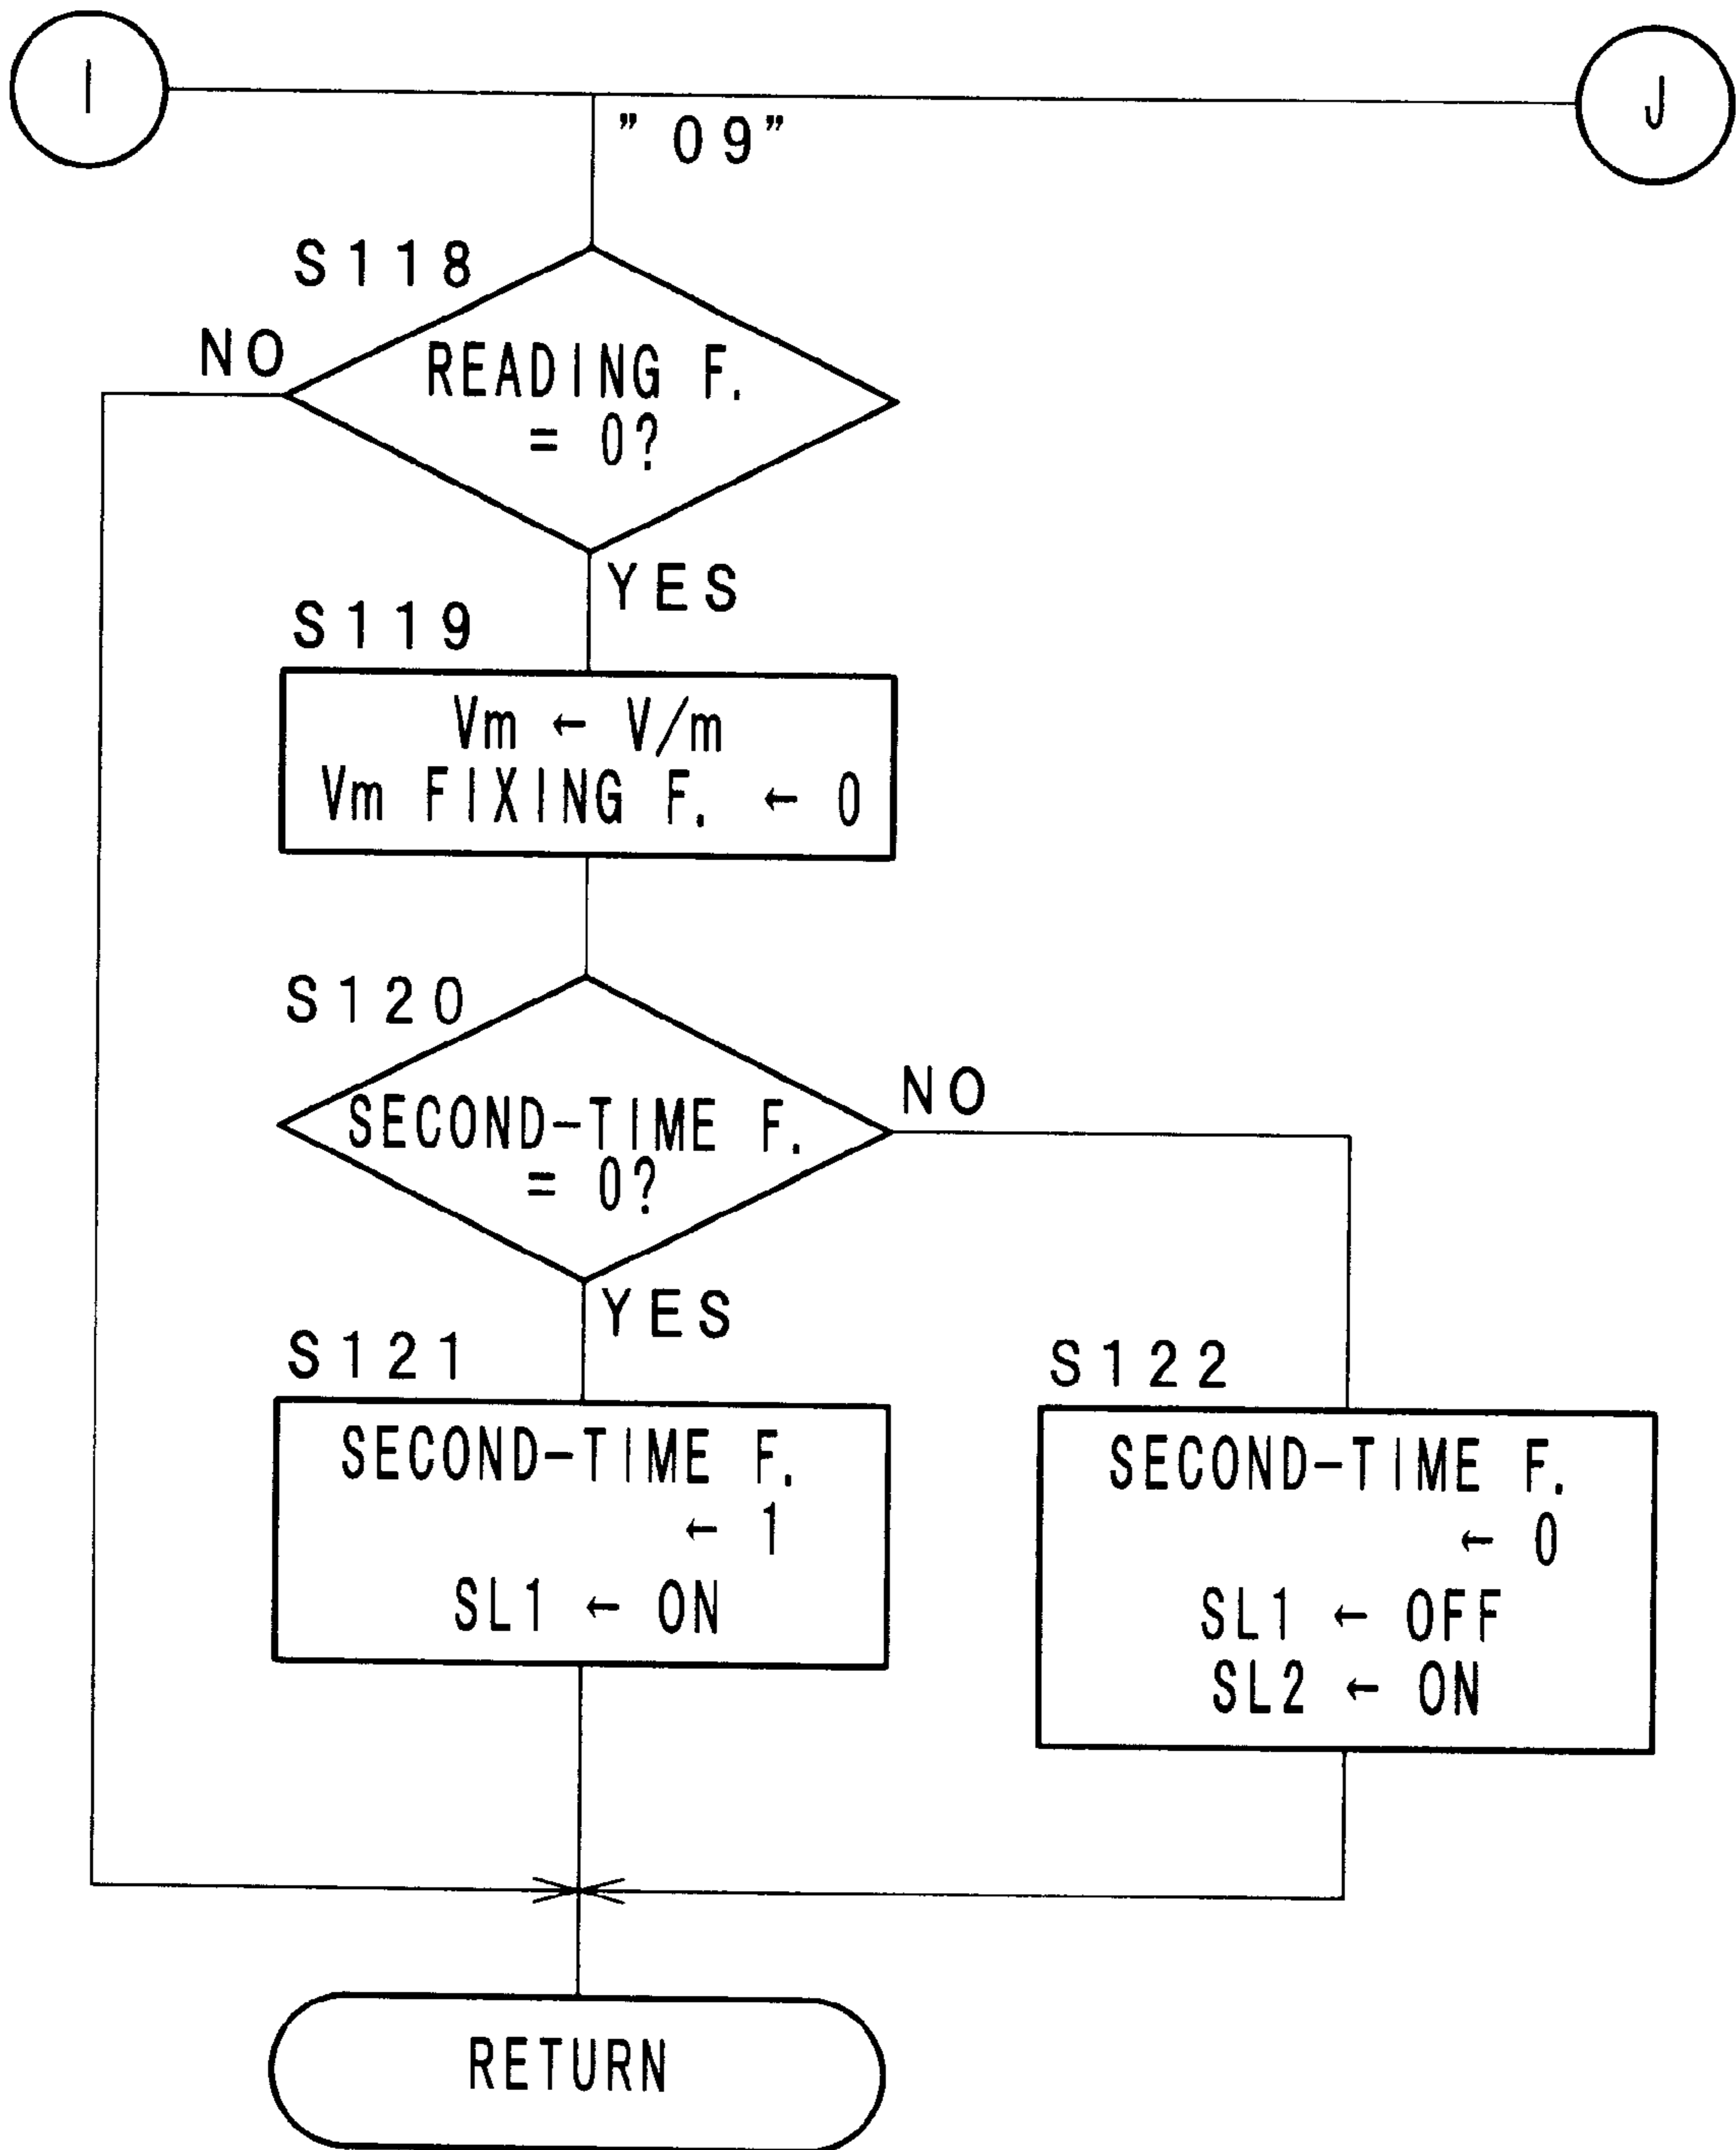 I
J
" 09"
S118
NO
READING F.
= 0?
YES
S119
Vm ← V/m
Vm FIXING F. ← 0
S120
NO
SECOND-TIME F.
= 0?
YES
S121
S122
SECOND-TIME F.
← 1
SL1 ← ON
SECOND-TIME F.
← 0
SL1 ← OFF
SL2 ← ON
RETURN